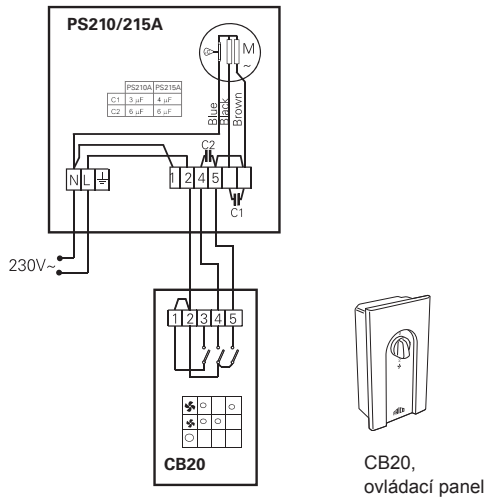 PS210/215A
M
~
PS210A PS215A
C1 3 µF 4 µF
C2 6 µF 6 µF
Blue
Black
Brown
C2
N L
1 2 4 5
C1
230V~
1 2 3 4 5
CB20
CB20,
ovládací panel